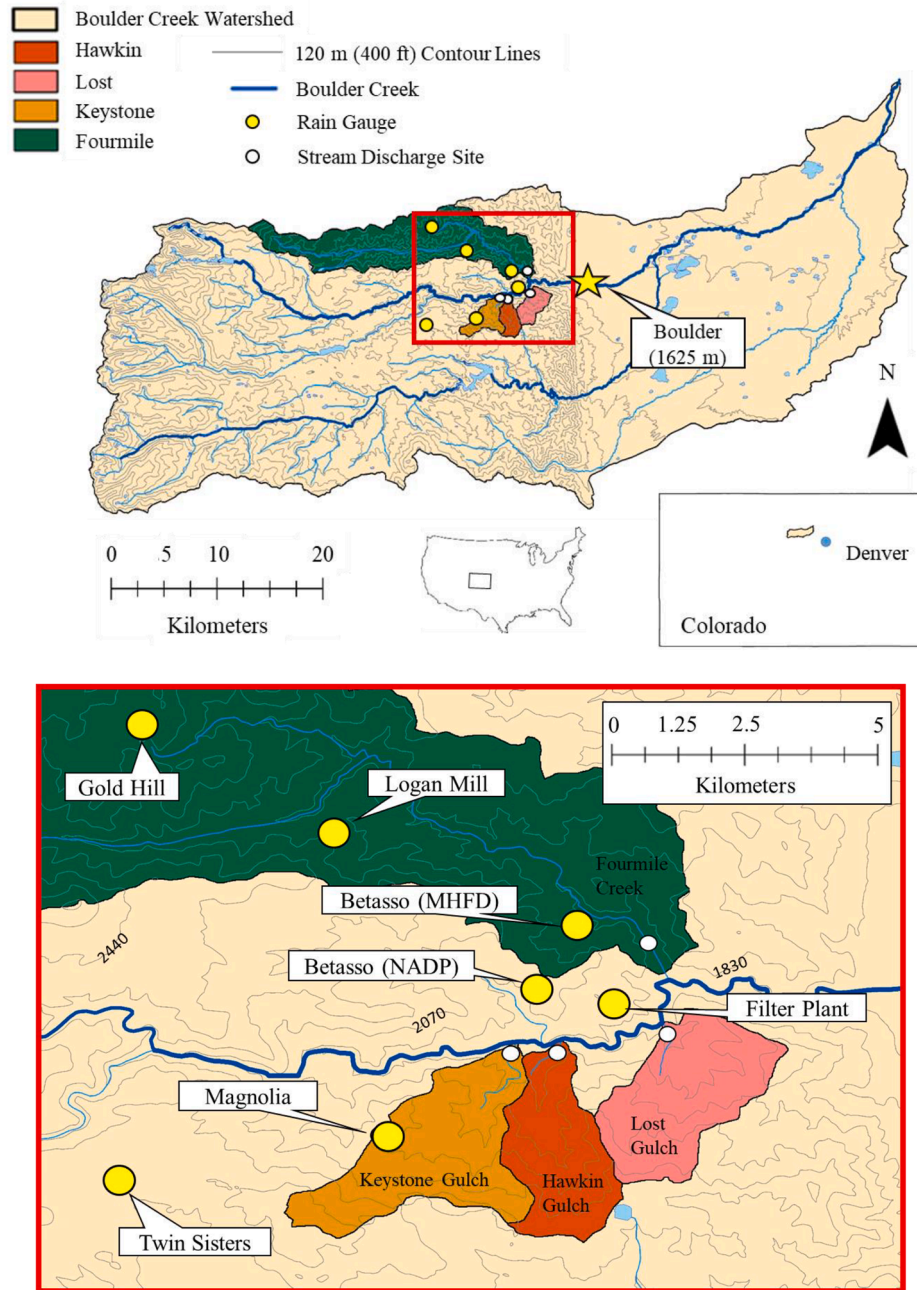 Boulder Creek Watershed
Hawkin
Lost
Keystone
Fourmile
120 m (400 ft) Contour Lines
Boulder Creek
Rain Gauge
Stream Discharge Site
Boulder
(1625 m)
N
0 5 10 20
Kilometers
Denver
Colorado
0 1.25 2.5 5
Kilometers
Gold Hill
Logan Mill
Fourmile
Creek
Betasso (MHFD)
2440
Betasso (NADP)
1830
Filter Plant
2070
Magnolia
Lost
Gulch
Keystone Gulch
Hawkin
Gulch
Twin Sisters